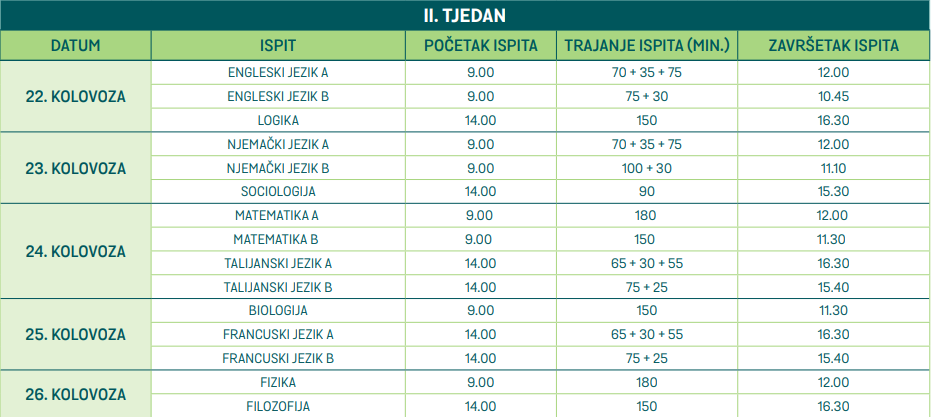 II. TJEDAN
DATUM ISPIT POČETAK ISPITA TRAJANJE ISPITA (MIN.) ZAVRŠETAK ISPITA
22. KOLOVOZA
ENGLESKI JEZIK A 9.00 70 + 35 + 75 12.00
ENGLESKI JEZIK B 9.00 75 + 30 10.45
LOGIKA 14.00 150 16.30
23. KOLOVOZA
NJEMAČKI JEZIK A 9.00 70 + 35 + 75 12.00
NJEMAČKI JEZIK B 9.00 100 + 30 11.10
SOCIOLOGIJA 14.00 90 15.30
24. KOLOVOZA
MATEMATIKA A 9.00 180 12.00
MATEMATIKA B 9.00 150 11.30
TALIJANSKI JEZIK A 14.00 65 + 30 + 55 16.30
TALIJANSKI JEZIK B 14.00 75 + 25 15.40
25. KOLOVOZA
BIOLOGIJA 9.00 150 11.30
FRANCUSKI JEZIK A 14.00 65 + 30 + 55 16.30
FRANCUSKI JEZIK B 14.00 75 + 25 15.40
26. KOLOVOZA
FIZIKA 9.00 180 12.00
FILOZOFIJA 14.00 150 16.30